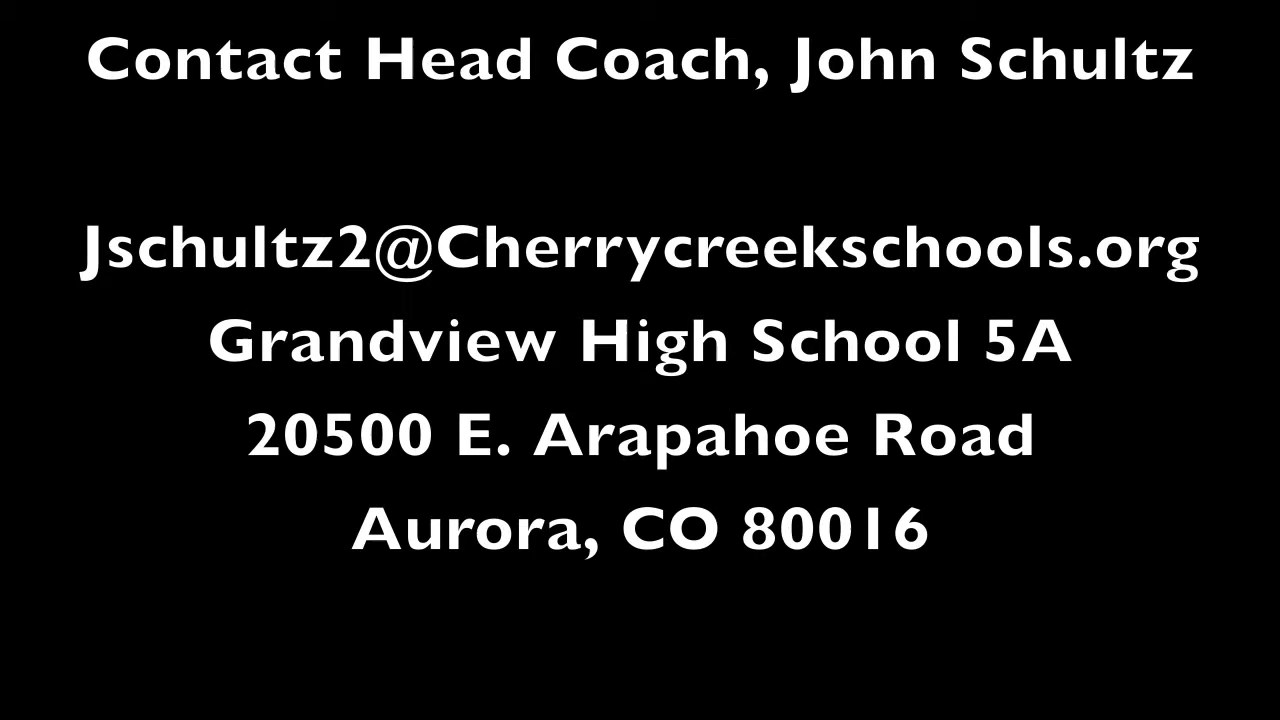 Contact Head Coach, John Schultz
Jschultz2@Cherrycreekschools.org
Grandview High School 5A
20500 E. Arapahoe Road
Aurora, CO 80016